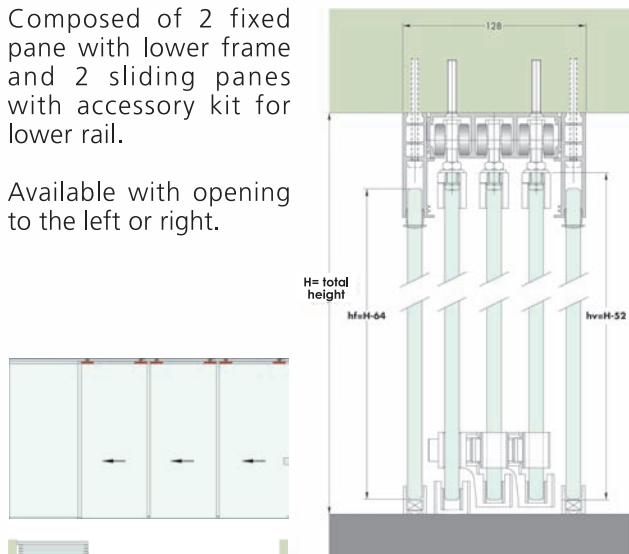 Composed of 2 fixed
pane with lower frame
and 2 sliding panes
with accessory kit for
lower rail.
Available with opening
to the left or right.
128
H= total
height
hf=H-64
hv=H-52